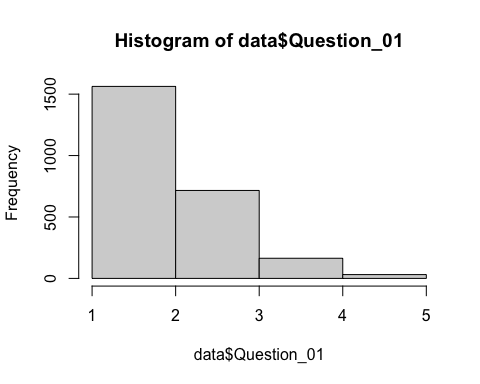 Histogram of data$Question_01
Frequency
1500
1000
500
0
1 2 3 4 5
data$Question_01